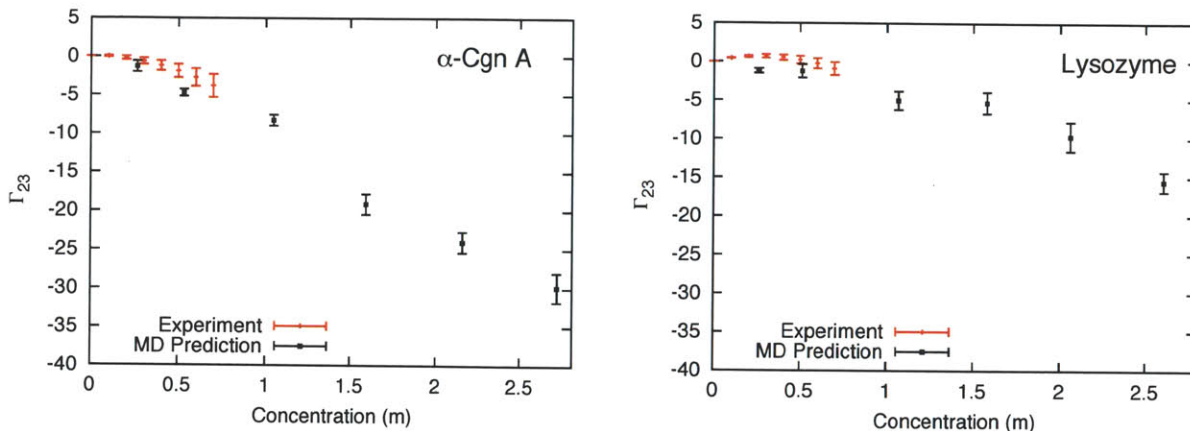 α-Cgn A
5
0
-5
-10
-15
-20
-25
-30
-35
-40
Γ23
Experiment
MD Prediction
0 0.5 1 1.5 2 2.5
Concentration (m)
Lysozyme
5
0
-5
-10
-15
-20
-25
-30
-35
-40
Γ23
Experiment
MD Prediction
0 0.5 1 1.5 2 2.5
Concentration (m)